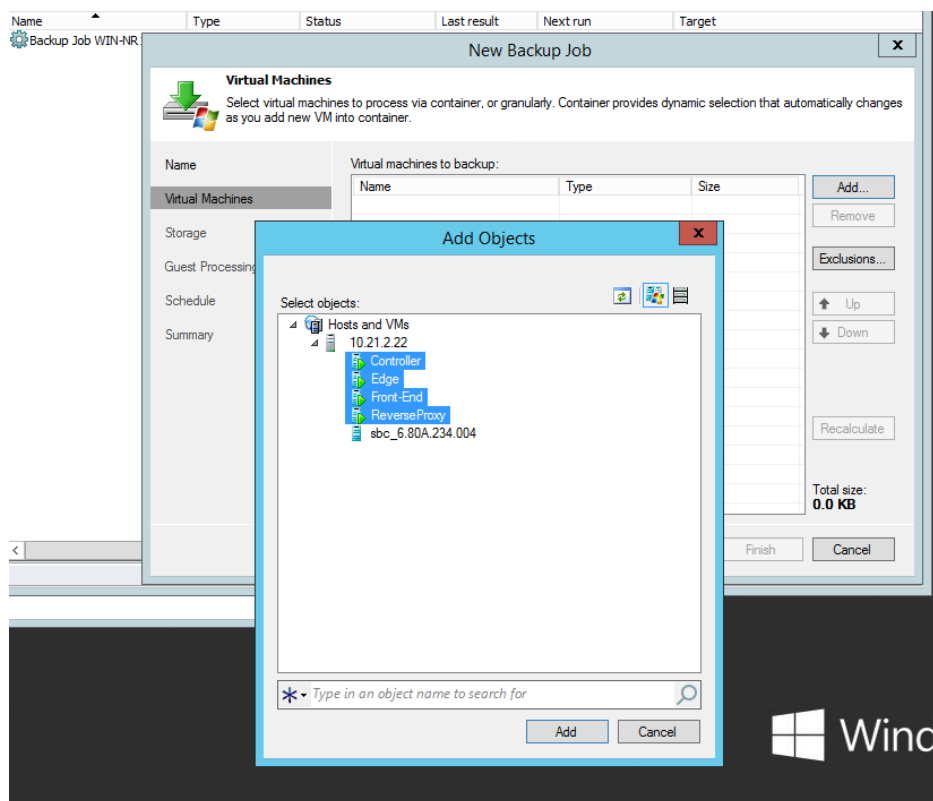 Name Type Status Last result Next run Target
Backup Job WIN-NR
New Backup Job
Virtual Machines
Select virtual machines to process via container, or granularly. Container provides dynamic selection that automatically changes
as you add new VM into container.
Name
Virtual Machines
Storage
Guest Processing
Schedule
Summary
Virtual machines to backup:
Name Type Size
Add...
Remove
Exclusions...
Up
Down
Recalculate
Total size:
0.0 KB
Finish Cancel
Add Objects
Select objects:
Hosts and VMs
10.21.2.22
Controller
Edge
Front-End
ReverseProxy
sbc_6.80A.234.004
Type in an object name to search for
Add Cancel
Wind